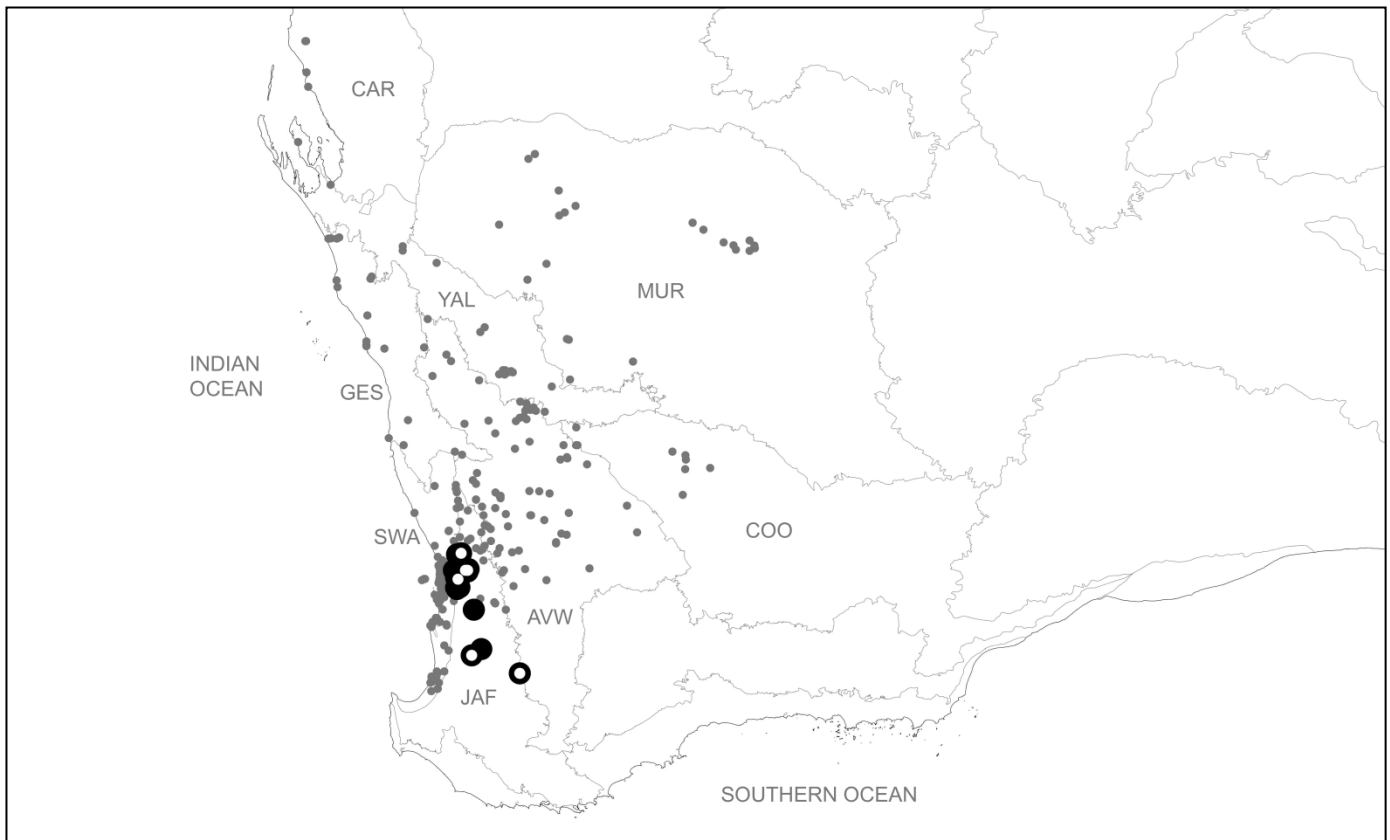 CAR
YAL
MUR
INDIAN
OCEAN
GES
SWA
COO
AVW
JAF
SOUTHERN OCEAN